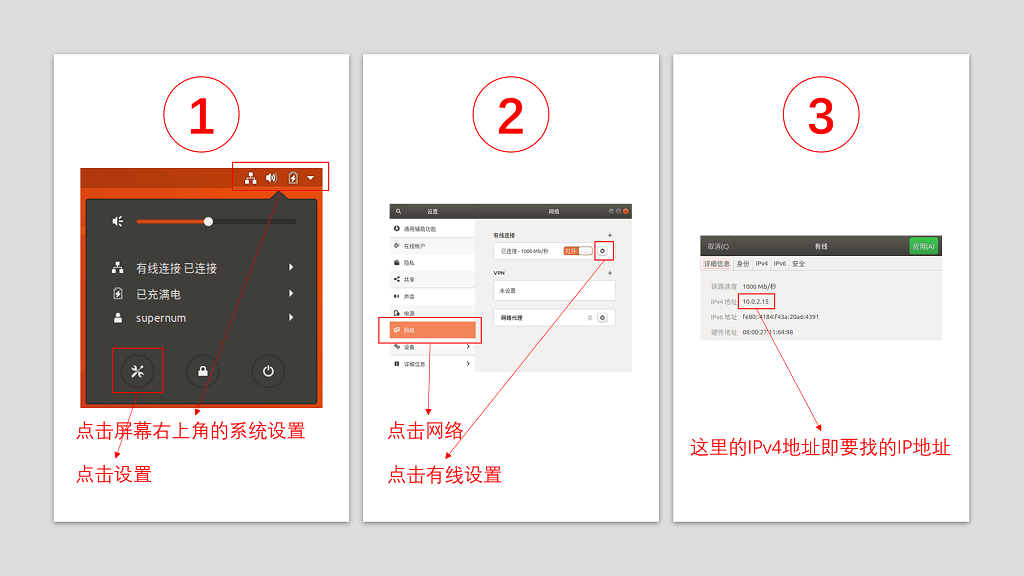 1
有线连接 已连接
已充满电
supernum
点击屏幕右上角的系统设置
点击设置
2
设置
网络
通用辅助功能
在线帐户
隐私
共享
声音
电源
网络
设备
详细信息
有线连接
+
已连接 - 1000 Mb/秒
打开
VPN
+
未设置
网络代理
关
点击网络
点击有线设置
3
取消(C)
有线
应用(A)
详细信息 身份 IPv4 IPv6 安全
链路速度 1000 Mb/秒
IPv4 地址 10.0.2.15
IPv6 地址 fe80::4184:f43a:20a6:4391
硬件地址 08:00:27:11:64:98
这里的IPv4地址即要找的IP地址